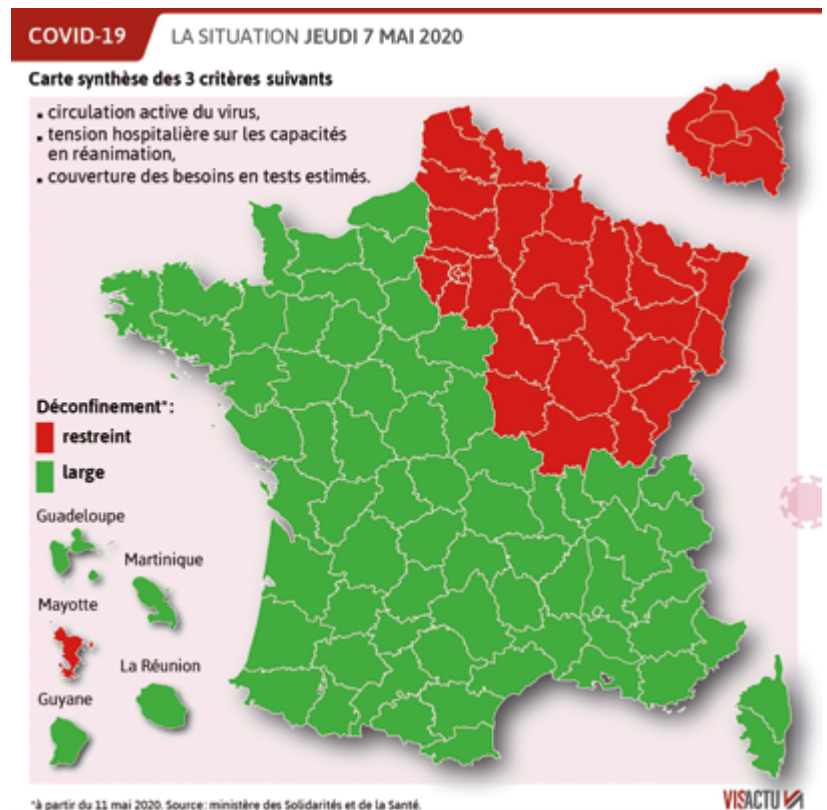 COVID-19
LA SITUATION JEUDI 7 MAI 2020
Carte synthèse des 3 critères suivants
▪ circulation active du virus,
▪ tension hospitalière sur les capacités
en réanimation,
▪ couverture des besoins en tests estimés.
Déconfinement*:
restreint
large
Guadeloupe
Martinique
Mayotte
La Réunion
Guyane
*à partir du 11 mai 2020. Source: ministère des Solidarités et de la Santé.
VISACTU